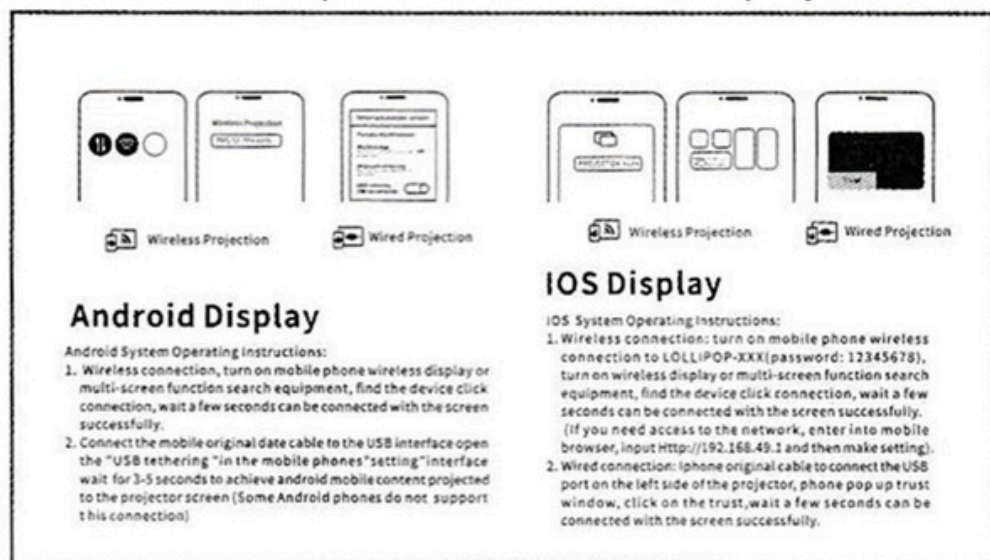 Wireless Projection
Wireless Projection
Wired Projection
Wireless Projection
Wired Projection
Android Display
Android System Operating Instructions:
1. Wireless connection, turn on mobile phone wireless display or
multi-screen function search equipment, find the device click
connection, wait a few seconds can be connected with the screen
successfully.
2. Connect the mobile original date cable to the USB interface open
the "USB tethering "in the mobile phones"setting"interface
wait for 3-5 seconds to achieve android mobile content projected
to the projector screen (Some Android phones do not support
t his connection)
IOS Display
IOS System Operating Instructions:
1. Wireless connection: turn on mobile phone wireless
connection to LOLLIPOP-XXX(password: 12345678),
turn on wireless display or multi-screen function search
equipment, find the device click connection, wait a few
seconds can be connected with the screen successfully.
(If you need access to the network, enter into mobile
browser, input Http://192.168.49.1 and then make setting).
2. Wired connection: Iphone original cable to connect the USB
port on the left side of the projector, phone pop up trust
window, click on the trust,wait a few seconds can be
connected with the screen successfully.